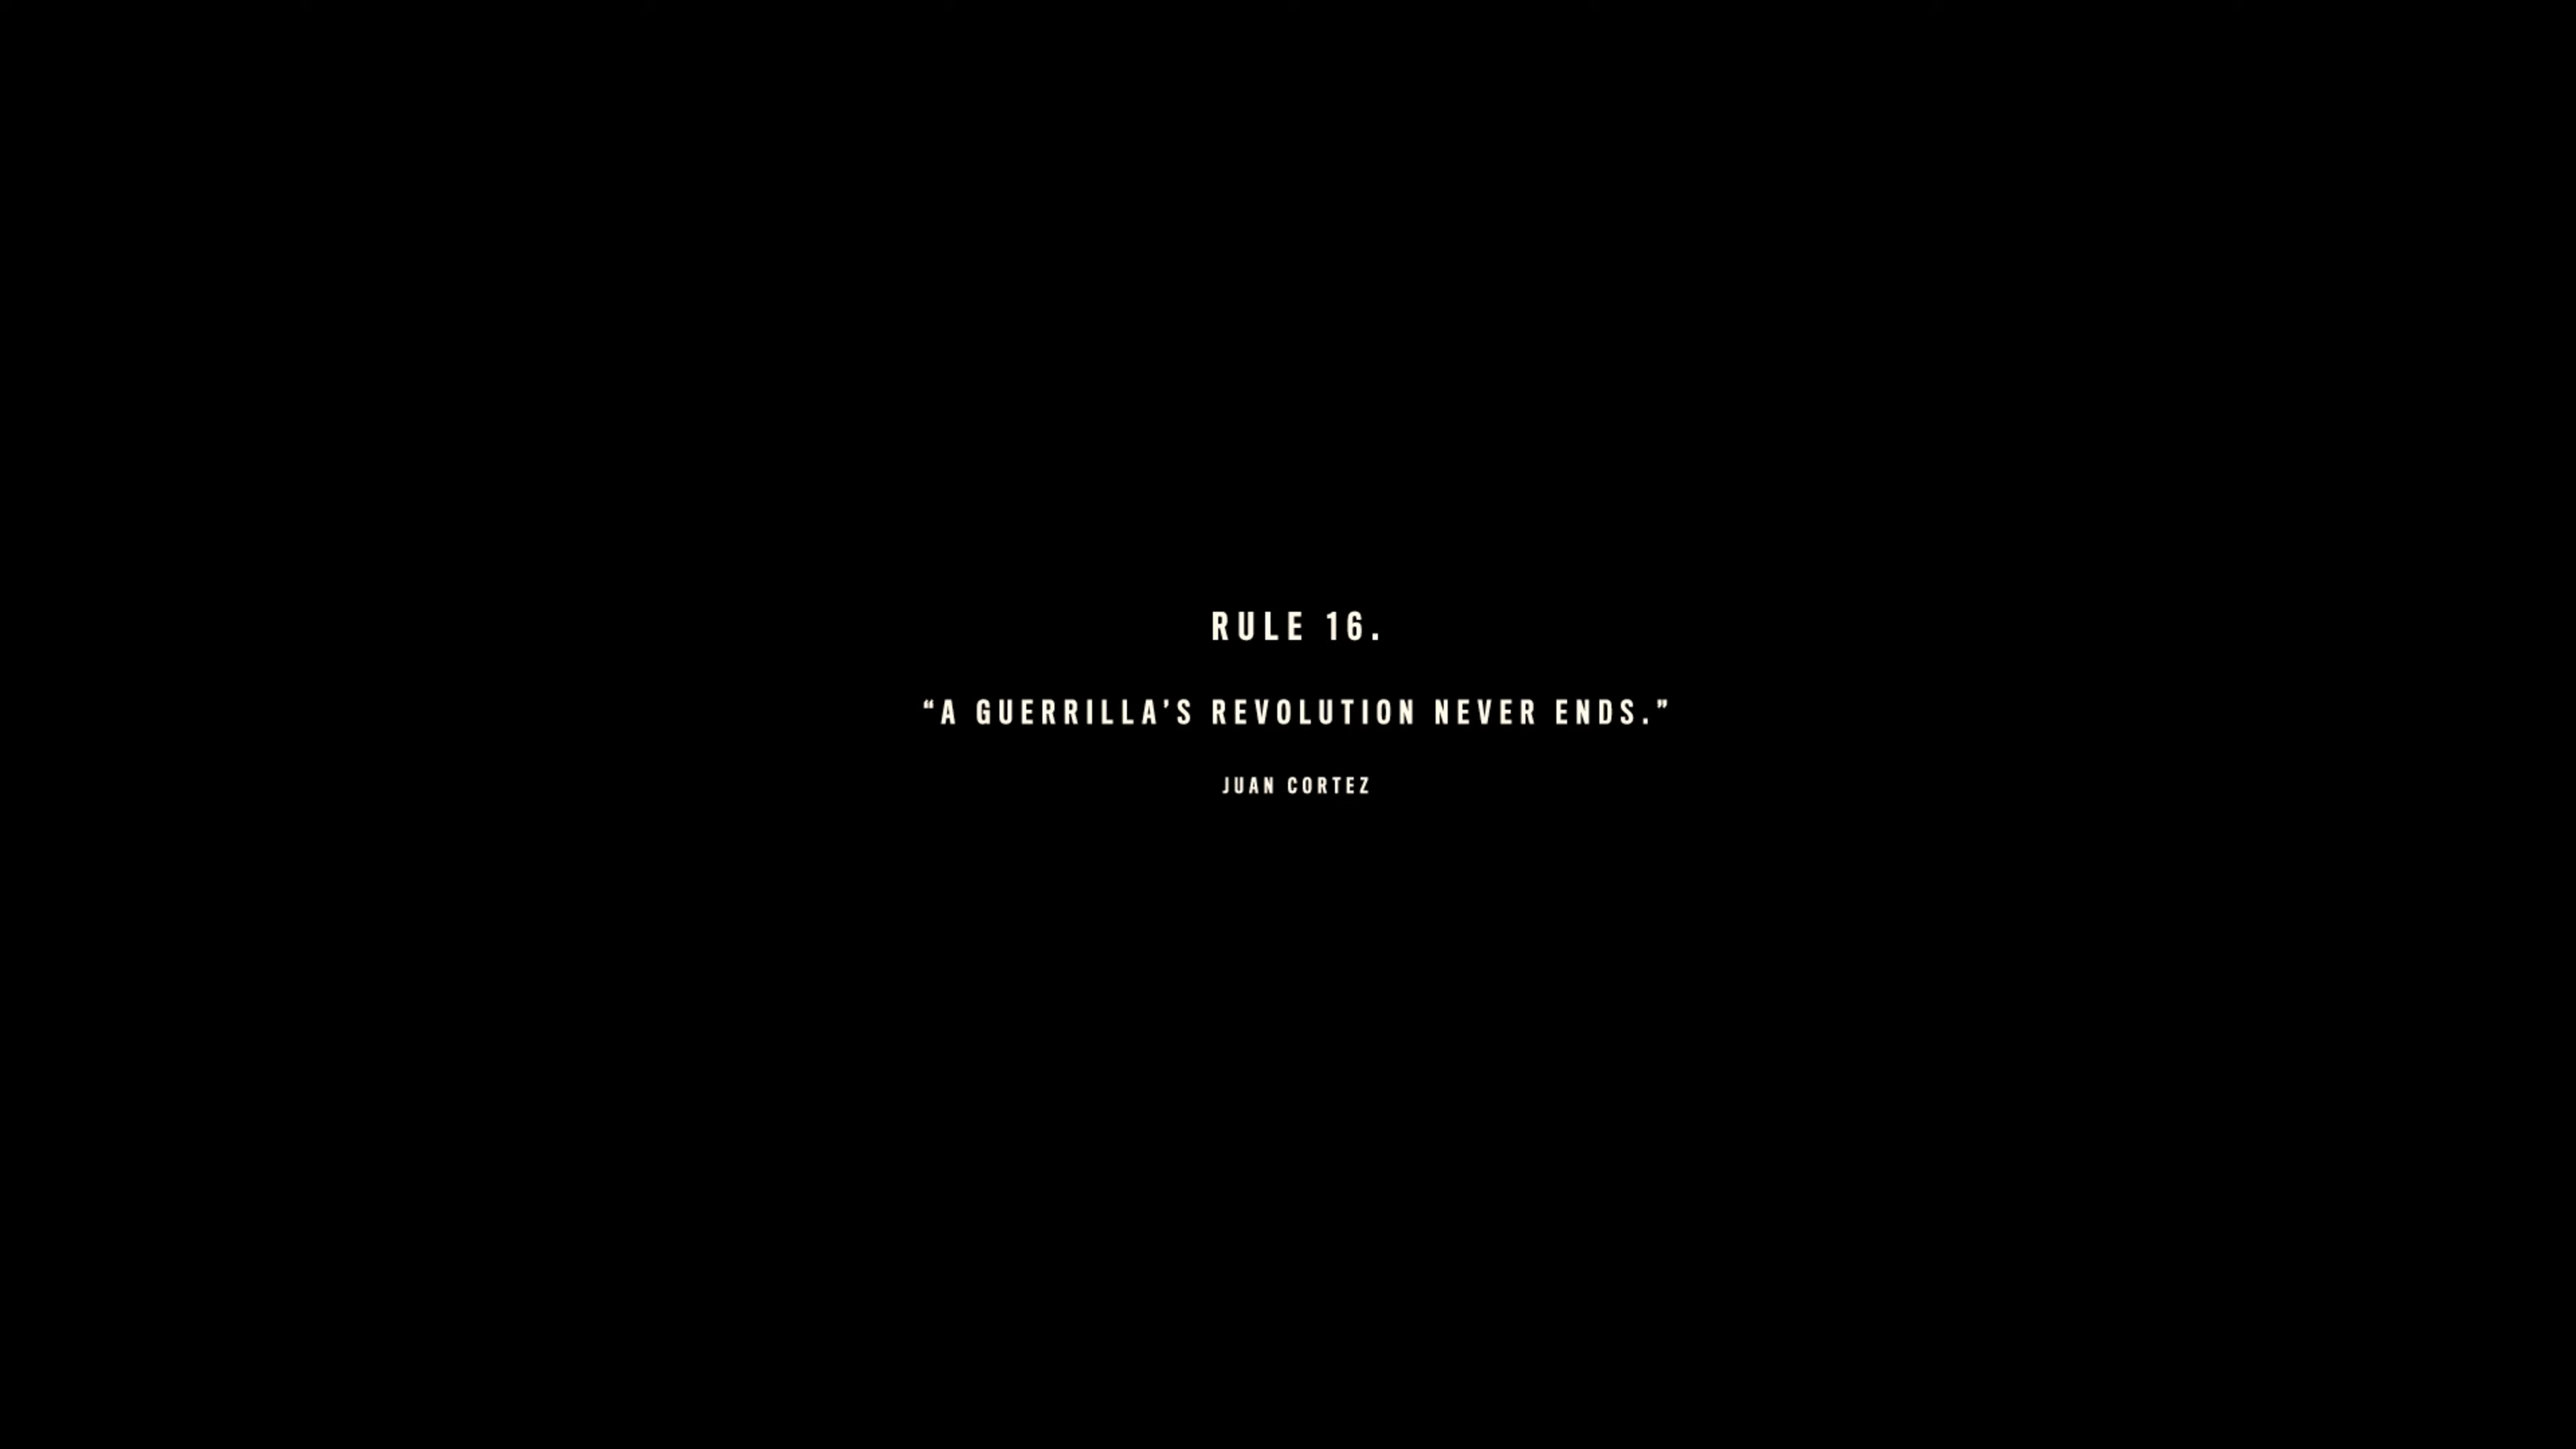 RULE 16.
“A GUERRILLA’S REVOLUTION NEVER ENDS.”
JUAN CORTEZ